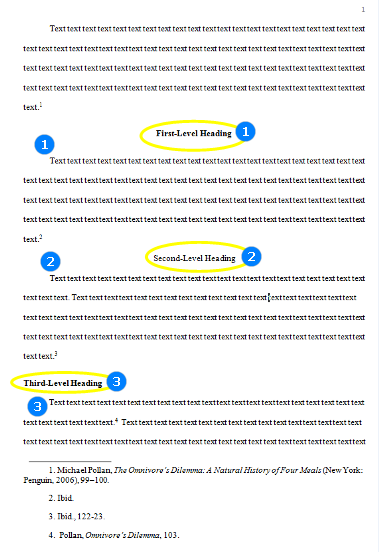 1
Text text text text text text text text text text text text text text text text text text text text text
text text text text text text text text text text text text text text text text text text text text text text text
text text text text text text text text text text text text text text text text text text text text text text text
text text text text text text text text text text text text text text text text text text text text text text text
text.1
First-Level Heading 1
1
Text text text text text text text text text text text text text text text text text text text text text
text text text text text text text text text text text text text text text text text text text text text text text
text text text text text text text text text text text text text text text text text text text text text text text
text text text text text text text text text text text text text text text text text text text text text text text
text.2
Second-Level Heading 2
2
Text text text text text text text text text text text text text text text text text text text text text
text text text. Text text text text text text text text text text text text text text text text text text
text text text text text text text text text text text text text text text text text text text text text text text
text text text text text text text text text text text text text text text text text text text text text text text
text text.3
Third-Level Heading 3
3
Text text text text text text text text text text text text text text text text text text text text text
text text text text text text.4 Text text text text text text text text text text text text text text text text
text text text text text text text text text text text text text text text text text text text text text text text
1. Michael Pollan, The Omnivore's Dilemma: A Natural History of Four Meals (New York:
Penguin, 2006), 99–100.
2. Ibid.
3. Ibid., 122-23.
4. Pollan, Omnivore's Dilemma, 103.